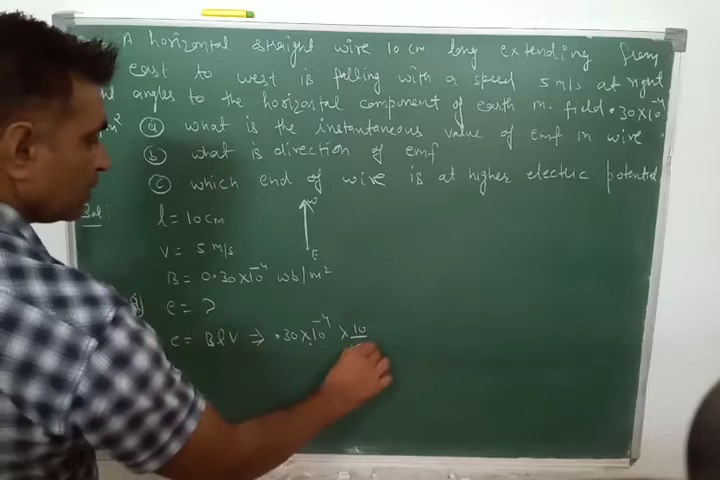 A horizontal straight wire 10 cm long extending from
east to west is falling with a speed 5 m/s at right
angles to the horizontal component of earth m. field .30×10⁻⁴
m² (a) what is the instantaneous value of emf in wire.
(b) what is direction of emf
(c) which end of wire is at higher electric potential
Sol: l = 10 cm
W
V = 5 m/s
E
B = 0.30×10⁻⁴ wb/m²
e = ?
e = BlV ⇒ .30×10⁻⁴ × 10